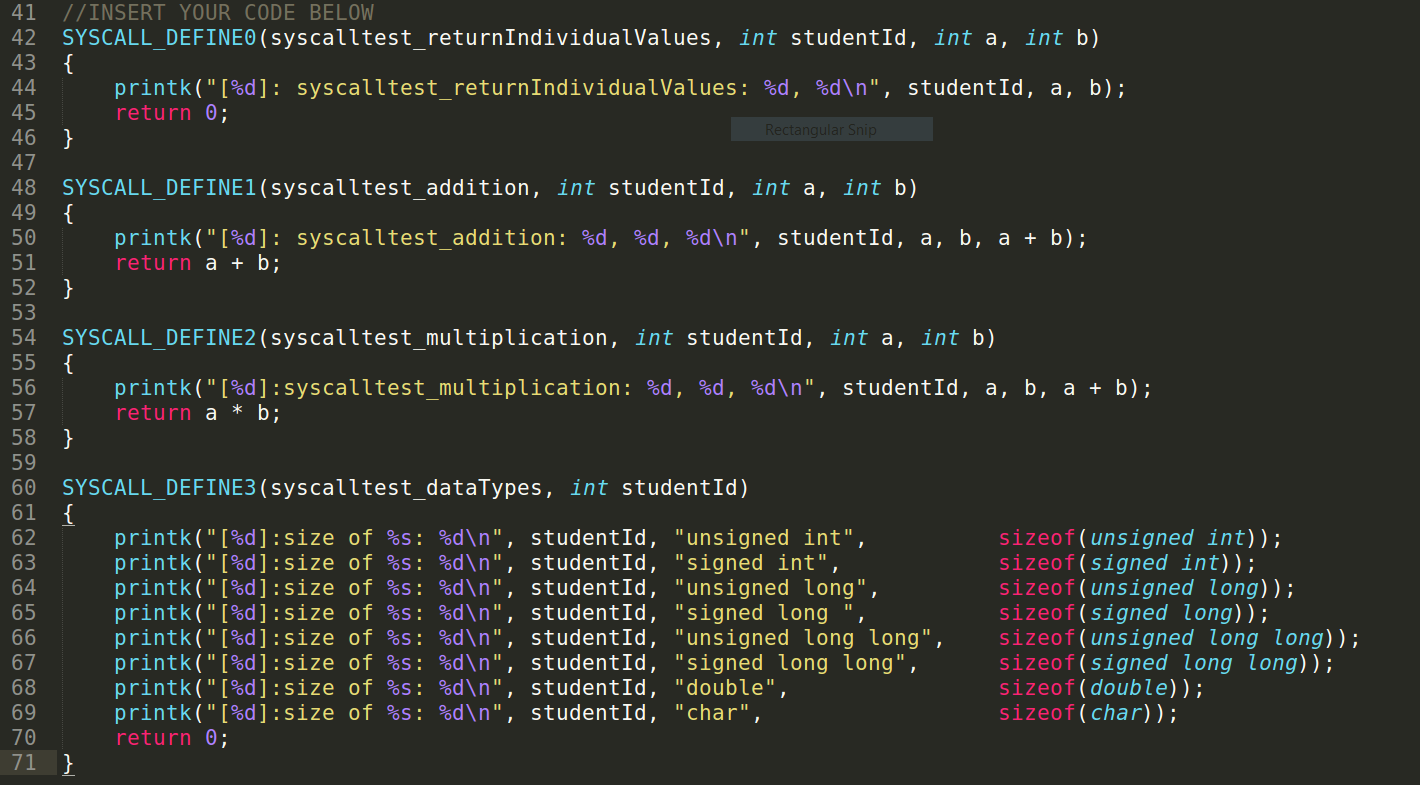 41 //INSERT YOUR CODE BELOW
42 SYSCALL_DEFINE0(syscalltest_returnIndividualValues, int studentId, int a, int b)
43 {
44     printk("[%d]: syscalltest_returnIndividualValues: %d, %d\n", studentId, a, b);
45     return 0;
Rectangular Snip
46 }
47
48 SYSCALL_DEFINE1(syscalltest_addition, int studentId, int a, int b)
49 {
50     printk("[%d]: syscalltest_addition: %d, %d, %d\n", studentId, a, b, a + b);
51     return a + b;
52 }
53
54 SYSCALL_DEFINE2(syscalltest_multiplication, int studentId, int a, int b)
55 {
56     printk("[%d]:syscalltest_multiplication: %d, %d, %d\n", studentId, a, b, a + b);
57     return a * b;
58 }
59
60 SYSCALL_DEFINE3(syscalltest_dataTypes, int studentId)
61 {
62     printk("[%d]:size of %s: %d\n", studentId, "unsigned int",          sizeof(unsigned int));
63     printk("[%d]:size of %s: %d\n", studentId, "signed int",            sizeof(signed int));
64     printk("[%d]:size of %s: %d\n", studentId, "unsigned long",         sizeof(unsigned long));
65     printk("[%d]:size of %s: %d\n", studentId, "signed long ",          sizeof(signed long));
66     printk("[%d]:size of %s: %d\n", studentId, "unsigned long long",    sizeof(unsigned long long));
67     printk("[%d]:size of %s: %d\n", studentId, "signed long long",      sizeof(signed long long));
68     printk("[%d]:size of %s: %d\n", studentId, "double",                sizeof(double));
69     printk("[%d]:size of %s: %d\n", studentId, "char",                  sizeof(char));
70     return 0;
71 }